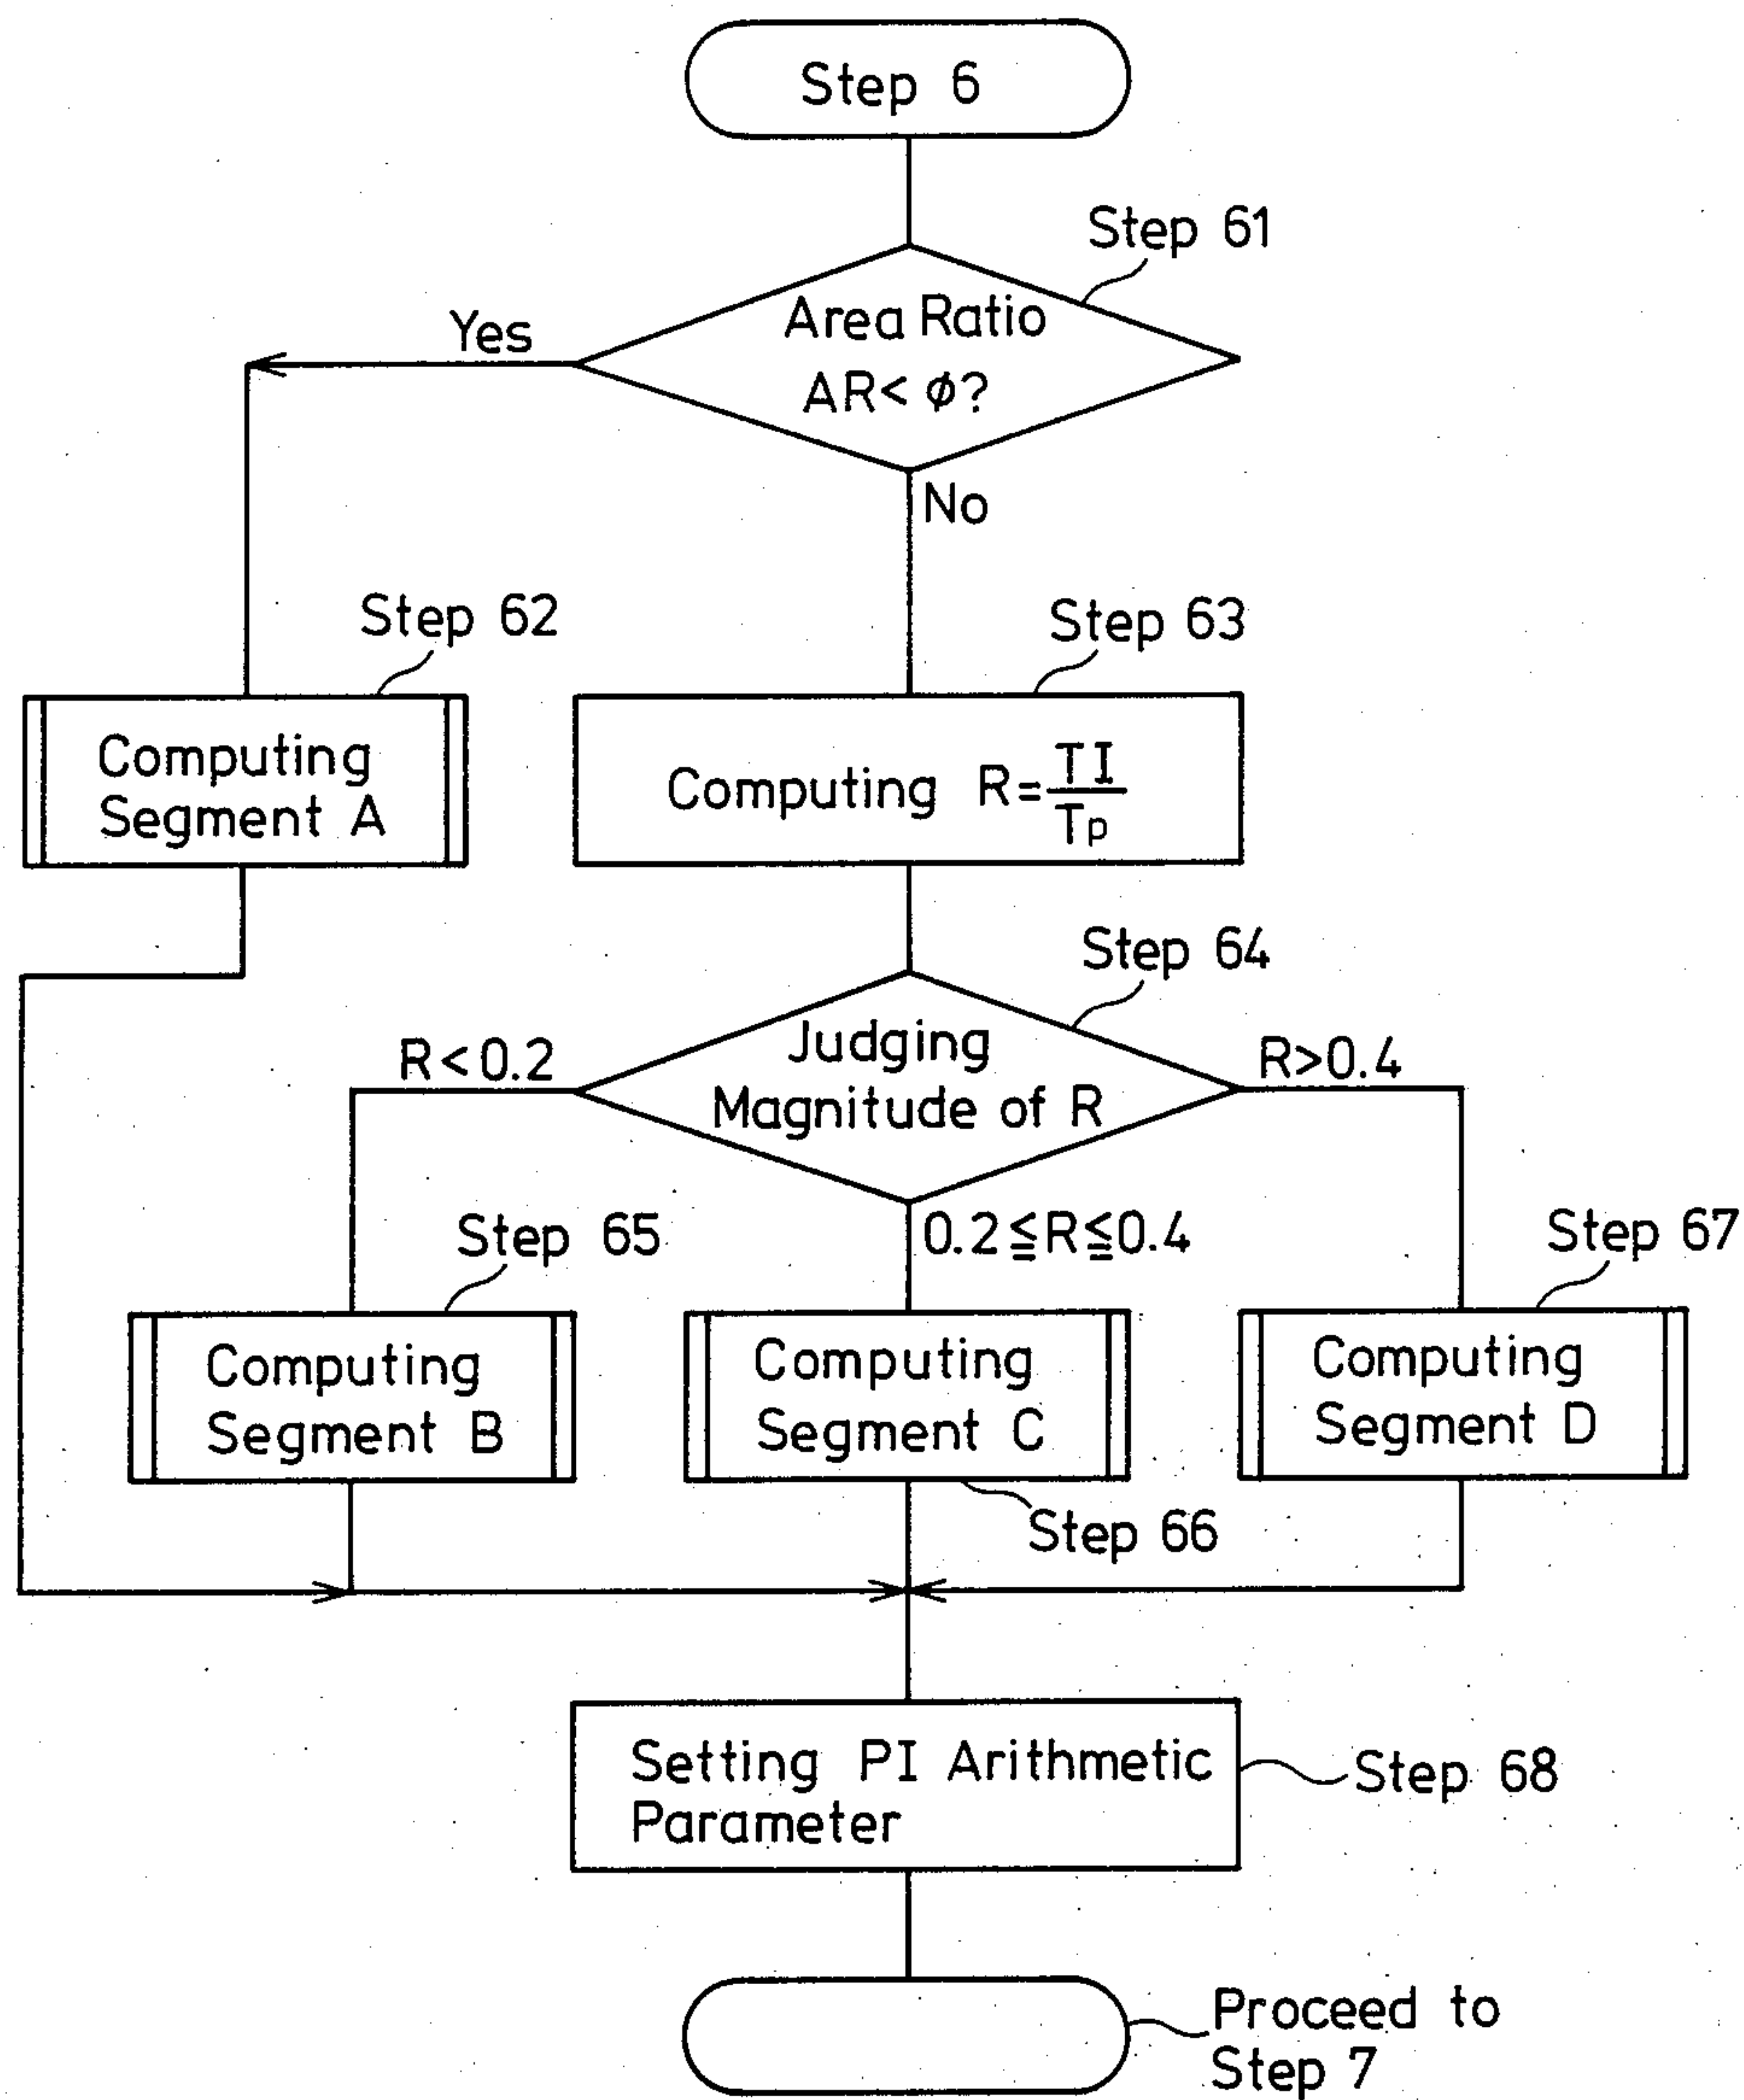 Step 6
Step 61
Area Ratio
AR< ϕ?
Yes
No
Step 62
Step 63
Computing
Segment A
Computing R=TI/Tp
Step 64
Judging
Magnitude of R
R<0.2
R>0.4
0.2≦R≦0.4
Step 65
Step 67
Computing
Segment B
Computing
Segment C
Computing
Segment D
Step 66
Setting PI Arithmetic
Parameter
Step 68
Proceed to
Step 7